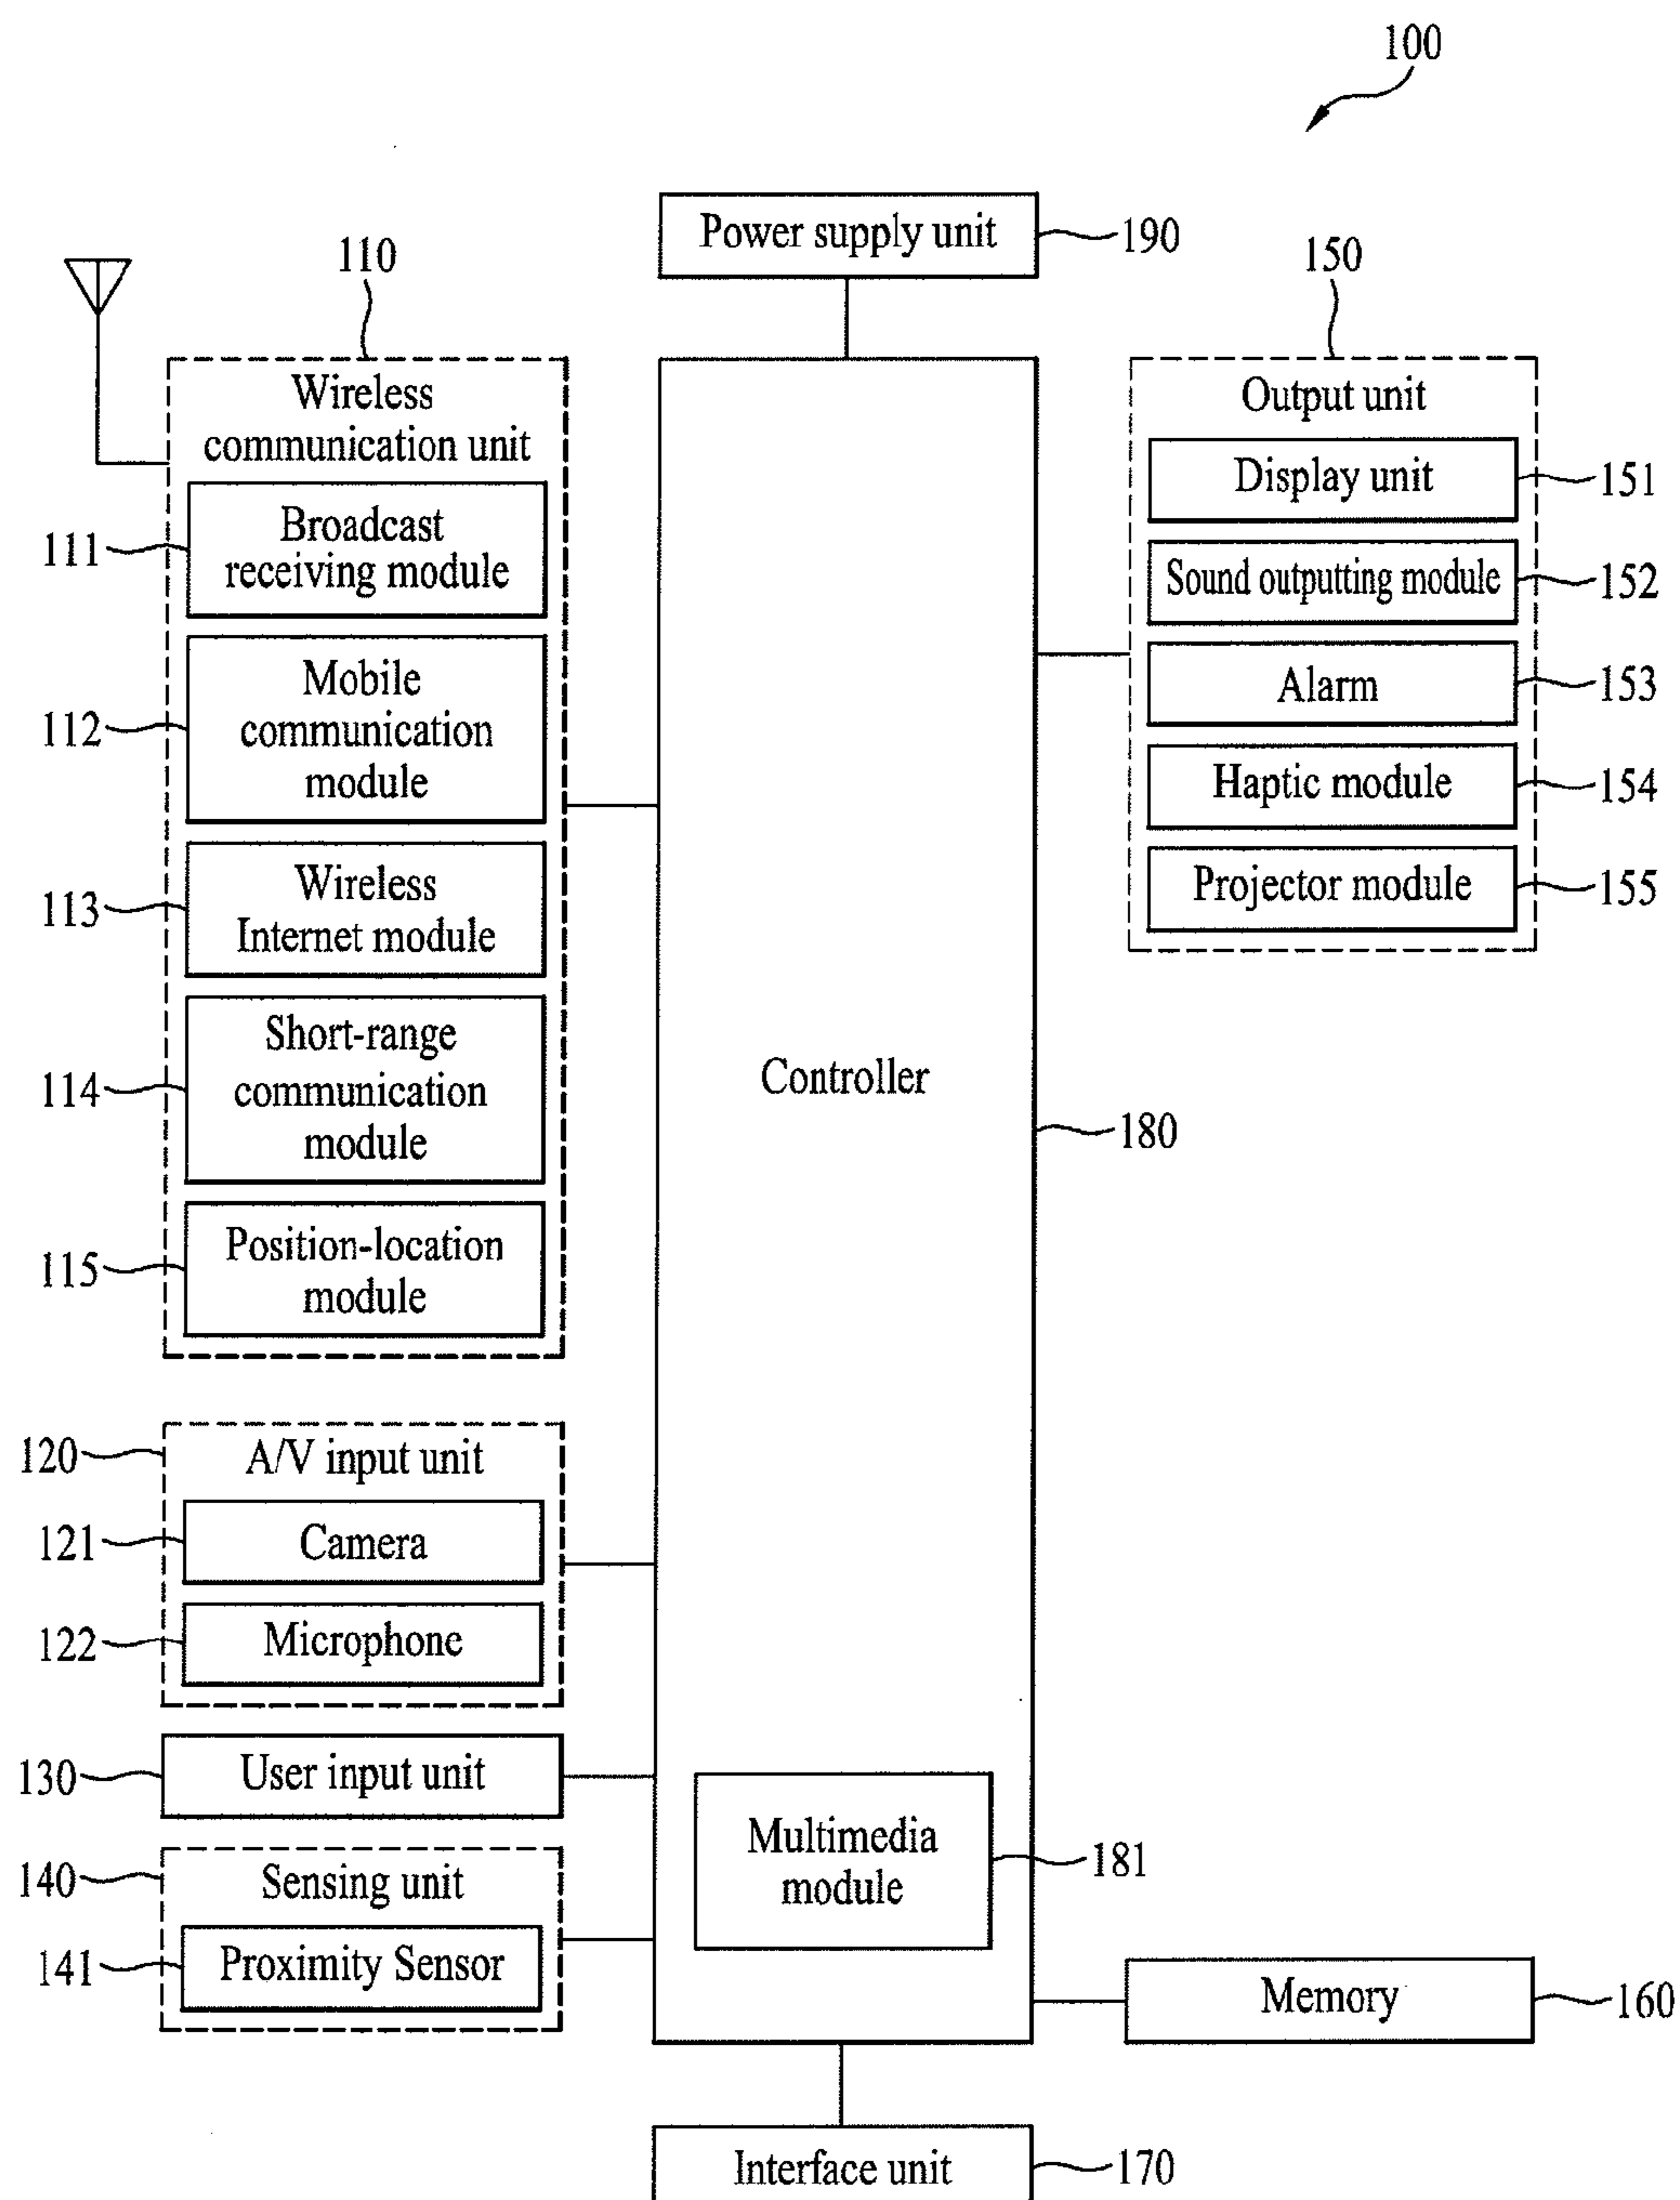 100
Power supply unit
190
110
150
Wireless
communication unit
Broadcast
receiving module
111
Mobile
communication
module
112
Wireless
Internet module
113
Short-range
communication
module
114
Position-location
module
115
Output unit
Display unit
151
Sound outputting module
152
Alarm
153
Haptic module
154
Projector module
155
Controller
180
120
A/V input unit
121
Camera
122
Microphone
130
User input unit
140
Sensing unit
141
Proximity Sensor
Multimedia
module
181
Memory
160
Interface unit
170